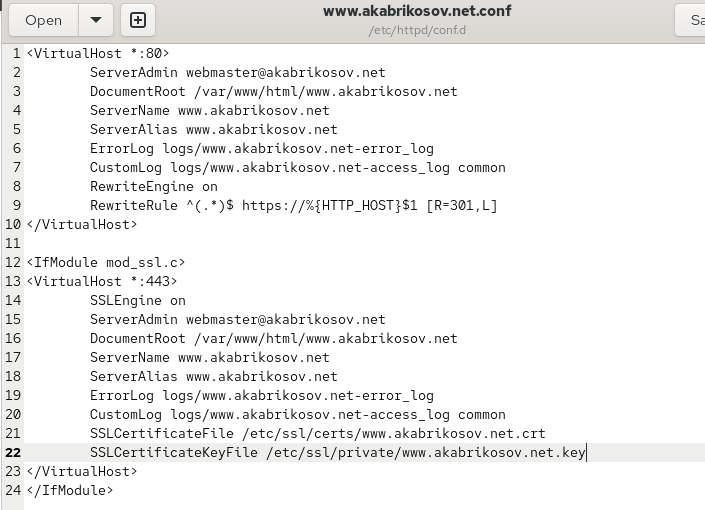 Open
www.akabrikosov.net.conf
/etc/httpd/conf.d
Sa
1 <VirtualHost *:80>
2 ServerAdmin webmaster@akabrikosov.net
3 DocumentRoot /var/www/html/www.akabrikosov.net
4 ServerName www.akabrikosov.net
5 ServerAlias www.akabrikosov.net
6 ErrorLog logs/www.akabrikosov.net-error_log
7 CustomLog logs/www.akabrikosov.net-access_log common
8 RewriteEngine on
9 RewriteRule ^(.*)$ https://%{HTTP_HOST}$1 [R=301,L]
10 </VirtualHost>
11
12 <IfModule mod_ssl.c>
13 <VirtualHost *:443>
14 SSLEngine on
15 ServerAdmin webmaster@akabrikosov.net
16 DocumentRoot /var/www/html/www.akabrikosov.net
17 ServerName www.akabrikosov.net
18 ServerAlias www.akabrikosov.net
19 ErrorLog logs/www.akabrikosov.net-error_log
20 CustomLog logs/www.akabrikosov.net-access_log common
21 SSLCertificateFile /etc/ssl/certs/www.akabrikosov.net.crt
22 SSLCertificateKeyFile /etc/ssl/private/www.akabrikosov.net.key
23 </VirtualHost>
24 </IfModule>